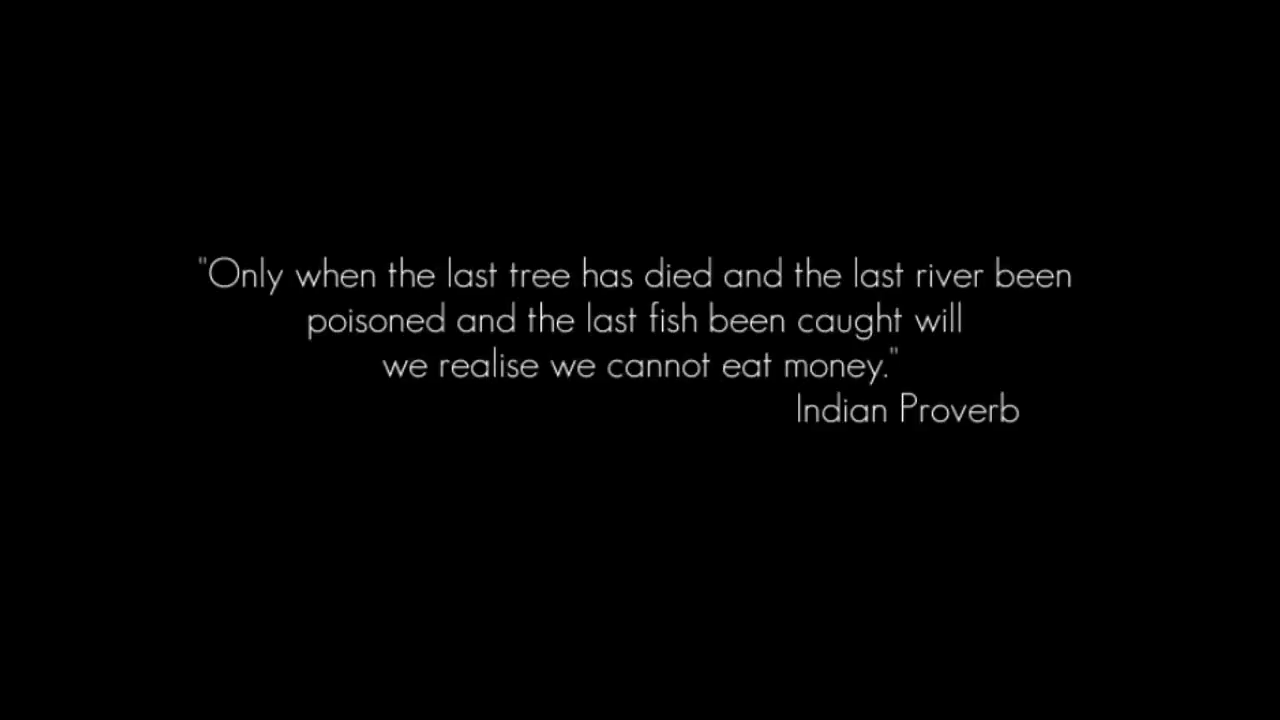 "Only when the last tree has died and the last river been
poisoned and the last fish been caught will
we realise we cannot eat money."
Indian Proverb